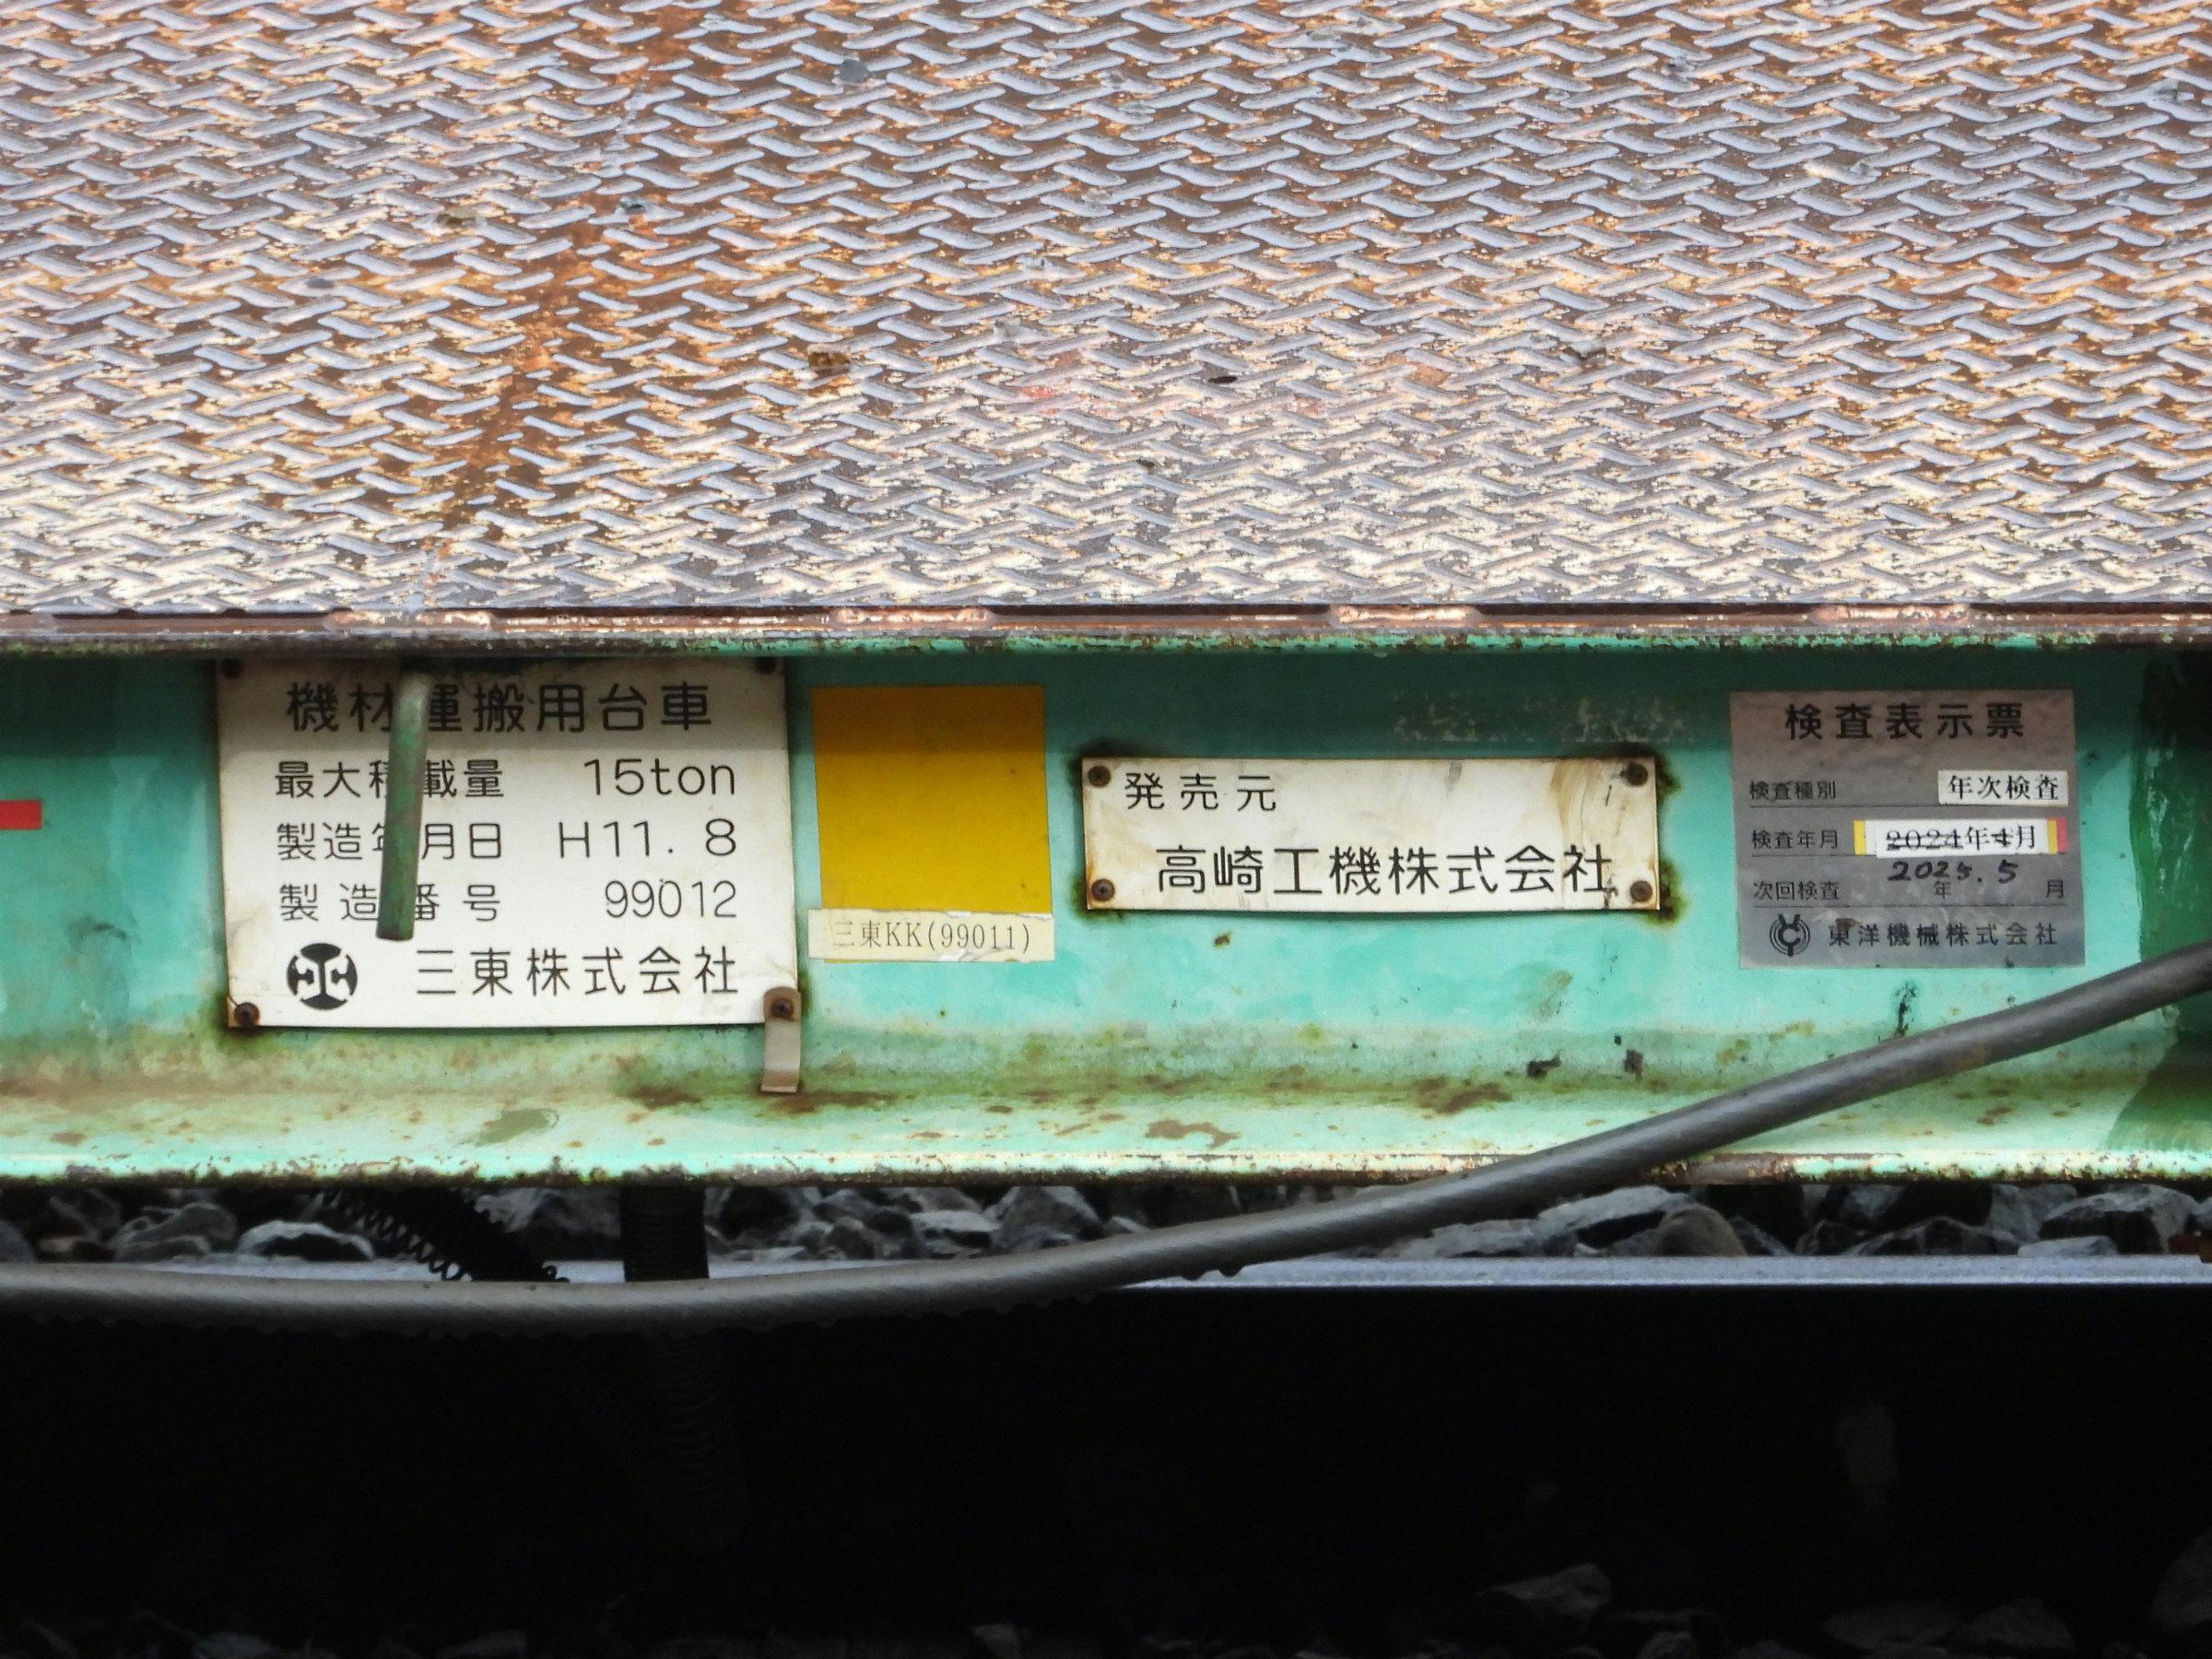 機材運搬用台車
最大積載量 15ton
製造年月日 H11. 8
製造番号 99012
三東株式会社
三東KK(99011)
発売元
高崎工機株式会社
検査表示票
検査種別 年次検査
検査年月 2024年4月
2025. 5
次回検査 年 月
東洋機械株式会社